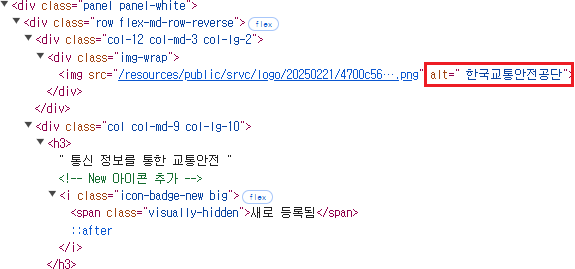 ▼<div class="panel panel-white">
▼<div class="row flex-md-row-reverse"> flex
▼<div class="col-12 col-md-3 col-lg-2">
▼<div class="img-wrap">
<img src="/resources/public/srvc/logo/20250221/4700c56….png" alt=" 한국교통안전공단">
</div>
</div>
▼<div class="col col-md-9 col-lg-10">
▼<h3>
" 통신 정보를 통한 교통안전 "
<!-- New 아이콘 추가 -->
▼<i class="icon-badge-new big"> flex
<span class="visually-hidden">새로 등록됨</span>
::after
</i>
</h3>